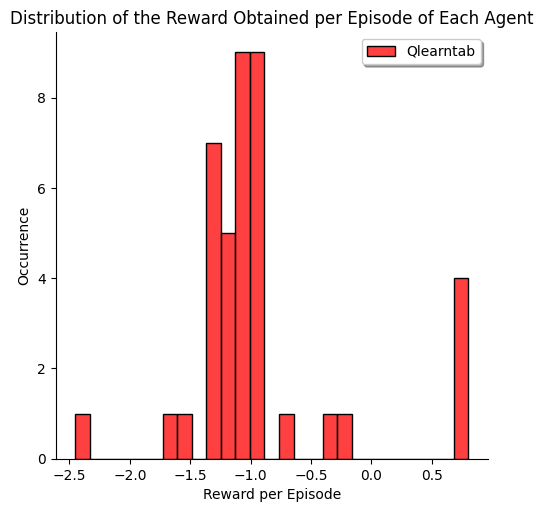 Distribution of the Reward Obtained per Episode of Each Agent
Qlearntab
Occurrence
8
6
4
2
0
−2.5 −2.0 −1.5 −1.0 −0.5 0.0 0.5
Reward per Episode